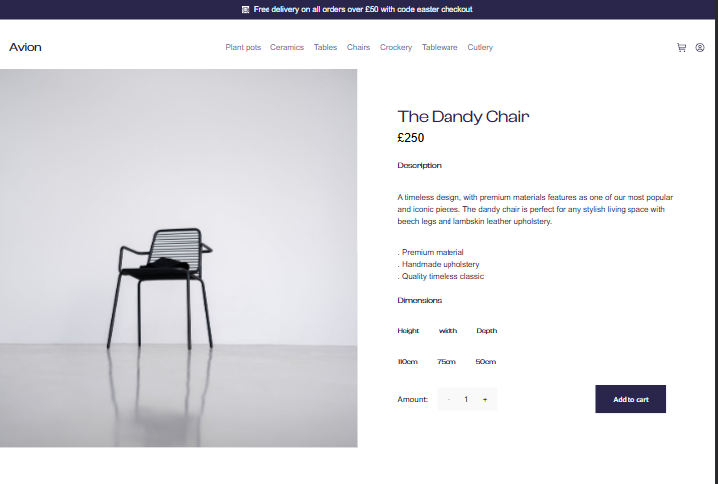 Free delivery on all orders over £50 with code easter checkout
Avion
Plant pots Ceramics Tables Chairs Crockery Tableware Cutlery
The Dandy Chair
£250
Description
A timeless design, with premium materials features as one of our most popular
and iconic pieces. The dandy chair is perfect for any stylish living space with
beech legs and lambskin leather upholstery.
. Premium material
. Handmade upholstery
. Quality timeless classic
Dimensions
Height width Depth
110cm 75cm 50cm
Amount: - 1 + Add to cart